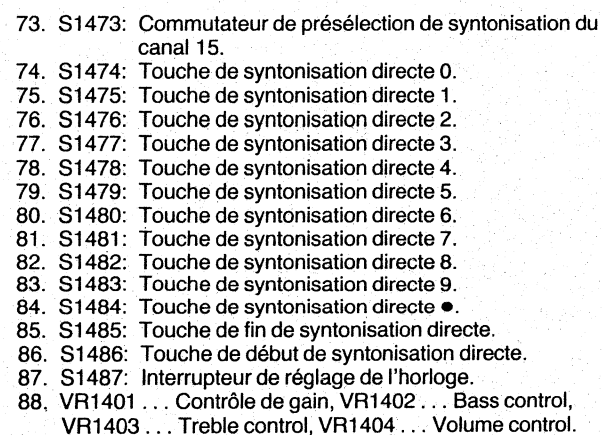 73. S1473: Commutateur de présélection de syntonisation du
canal 15.
74. S1474: Touche de syntonisation directe 0.
75. S1475: Touche de syntonisation directe 1.
76. S1476: Touche de syntonisation directe 2.
77. S1477: Touche de syntonisation directe 3.
78. S1478: Touche de syntonisation directe 4.
79. S1479: Touche de syntonisation directe 5.
80. S1480: Touche de syntonisation directe 6.
81. S1481: Touche de syntonisation directe 7.
82. S1482: Touche de syntonisation directe 8.
83. S1483: Touche de syntonisation directe 9.
84. S1484: Touche de syntonisation directe ●.
85. S1485: Touche de fin de syntonisation directe.
86. S1486: Touche de début de syntonisation directe.
87. S1487: Interrupteur de réglage de l'horloge.
88, VR1401 . . . Contrôle de gain, VR1402 . . . Bass control,
VR1403 . . . Treble control, VR1404 . . . Volume control.